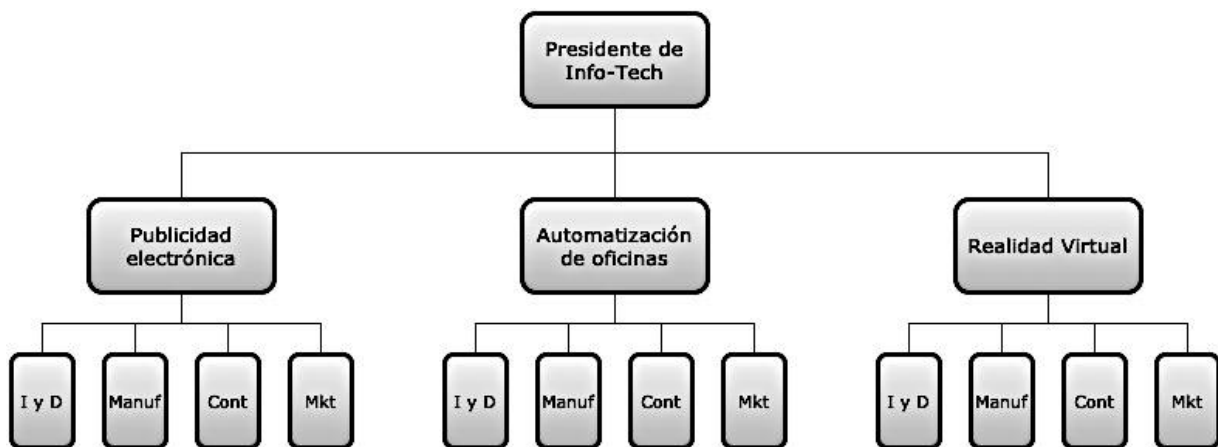 Presidente de
Info-Tech
Publicidad
electrónica
Automatización
de oficinas
Realidad Virtual
I y D
Manuf
Cont
Mkt
I y D
Manuf
Cont
Mkt
I y D
Manuf
Cont
Mkt